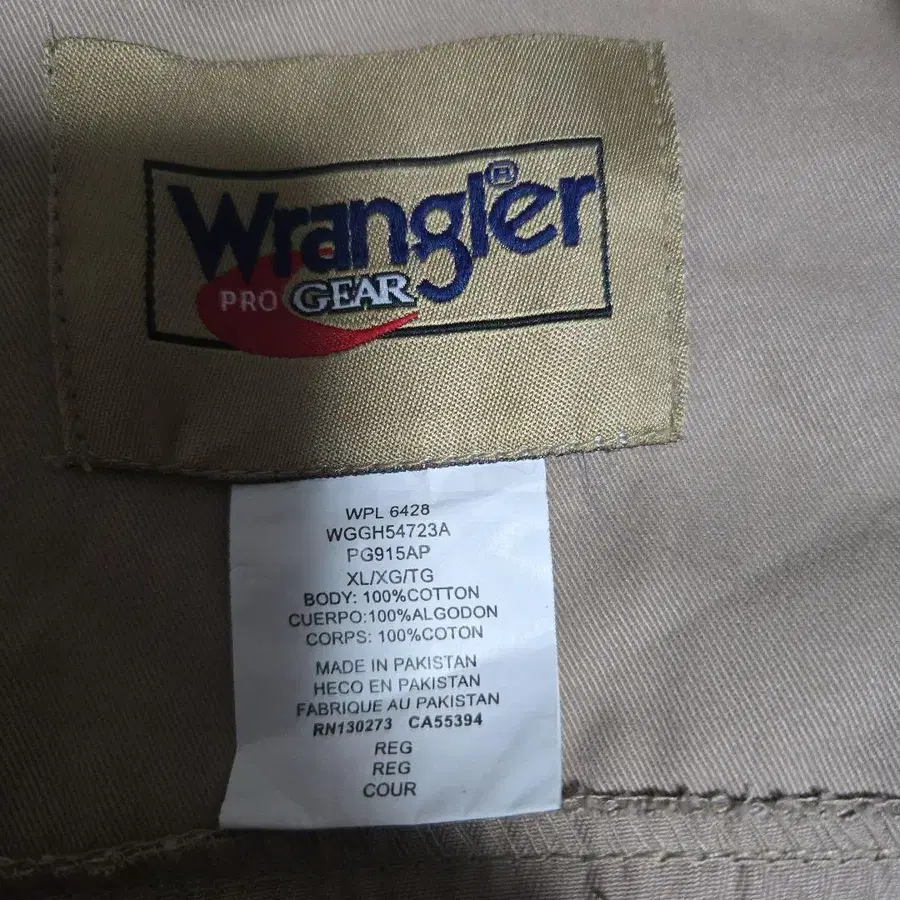 Wrangler®
PRO GEAR
WPL 6428
WGGH54723A
PG915AP
XL/XG/TG
BODY: 100%COTTON
CUERPO:100%ALGODON
CORPS: 100%COTON
MADE IN PAKISTAN
HECO EN PAKISTAN
FABRIQUE AU PAKISTAN
RN130273 CA55394
REG
REG
COUR